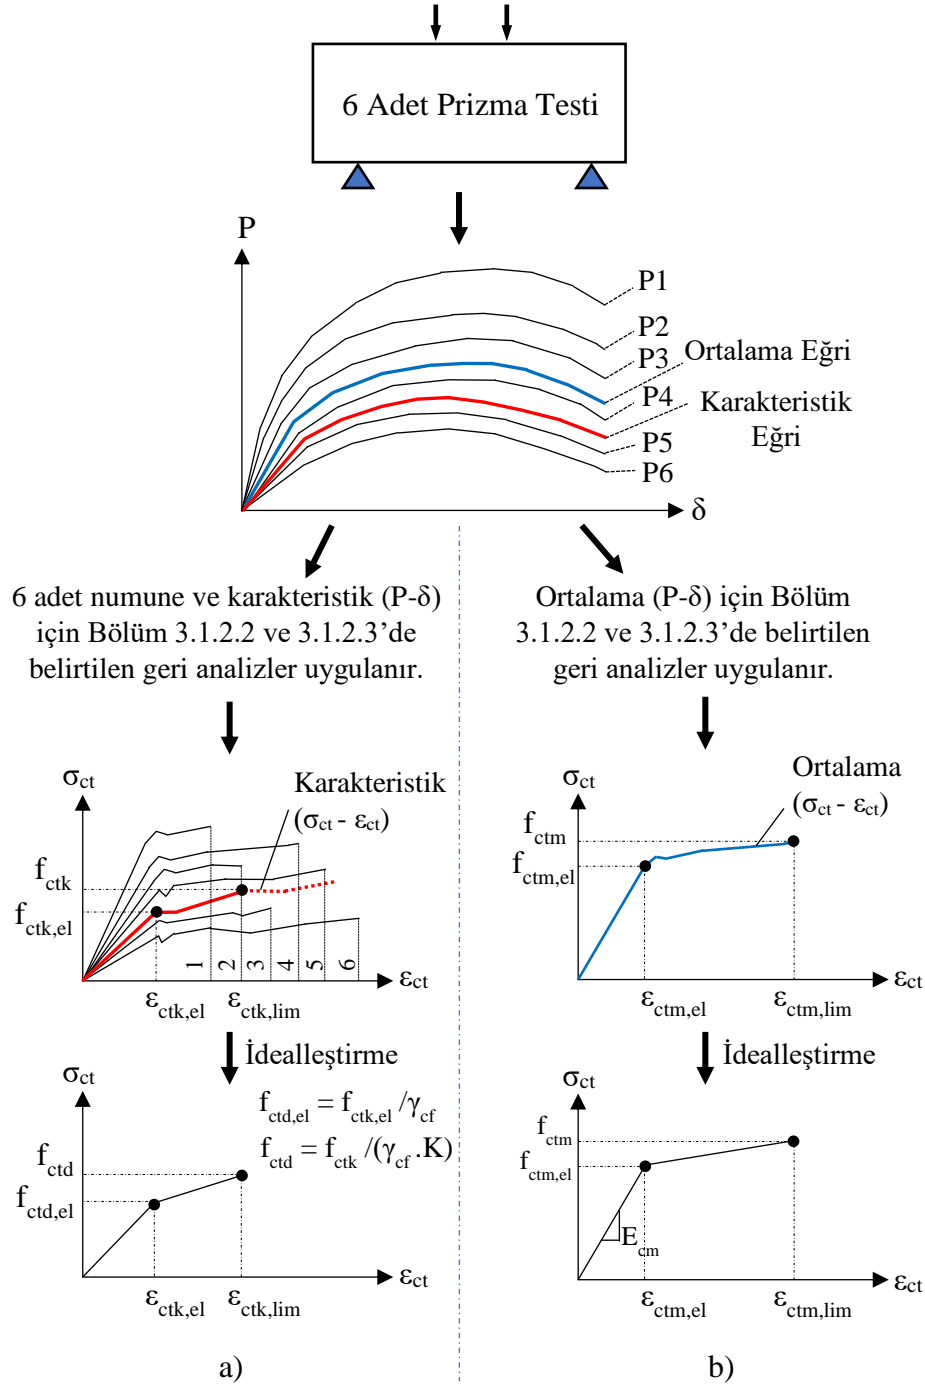 6 Adet Prizma Testi
P
P1
P2
P3
Ortalama Eğri
P4
Karakteristik
Eğri
P5
P6
δ
6 adet numune ve karakteristik (P-δ)
için Bölüm 3.1.2.2 ve 3.1.2.3’de
belirtilen geri analizler uygulanır.
Ortalama (P-δ) için Bölüm
3.1.2.2 ve 3.1.2.3’de belirtilen
geri analizler uygulanır.
σct
Karakteristik
(σct - εct)
fctk
fctk,el
1 2 3 4 5 6
εct
εctk,el
εctk,lim
σct
Ortalama
(σct - εct)
fctm
fctm,el
εct
εctm,el
εctm,lim
İdealleştirme
σct
fctd,el = fctk,el /γcf
fctd = fctk /(γcf .K)
fctd
fctd,el
εct
εctk,el
εctk,lim
a)
İdealleştirme
σct
fctm
fctm,el
Ecm
εct
εctm,el
εctm,lim
b)